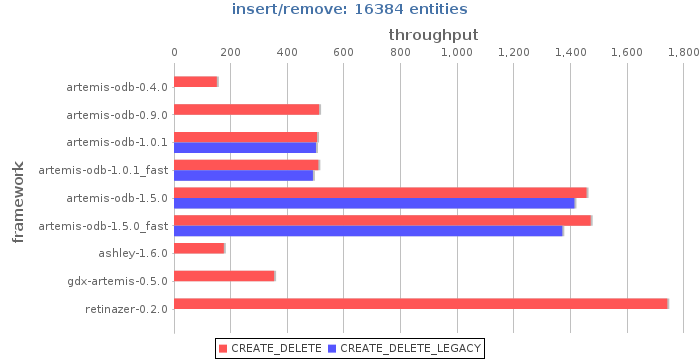 insert/remove: 16384 entities
throughput
0 200 400 600 800 1,000 1,200 1,400 1,600 1,800
framework
artemis-odb-0.4.0
artemis-odb-0.9.0
artemis-odb-1.0.1
artemis-odb-1.0.1_fast
artemis-odb-1.5.0
artemis-odb-1.5.0_fast
ashley-1.6.0
gdx-artemis-0.5.0
retinazer-0.2.0
CREATE_DELETE CREATE_DELETE_LEGACY